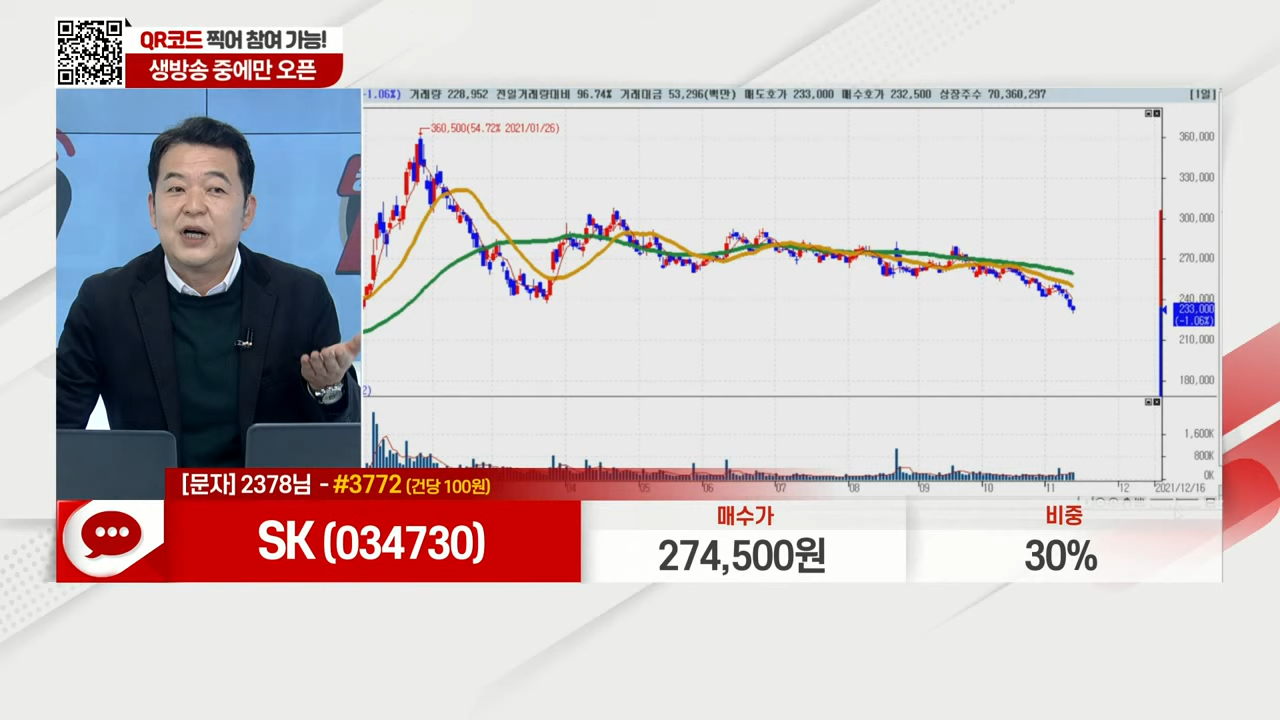 QR코드 찍어 참여 가능!
생방송 중에만 오픈
-1.06%) 거래량 228,952 전일거래량대비 96.74% 거래대금 53,296(백만) 매도호가 233,000 매수호가 232,500 상장주수 70,360,297 [1일]
360,500(54.72% 2021/01/26)
360,000
330,000
300,000
270,000
240,000
233,000
(-1.06%)
210,000
180,000
2)
1,600K
800K
0K
04 05 06 07 08 09 10 11 12 2021/12/16
[문자] 2378님 - #3772 (건당 100원)
SK (034730)
매수가
274,500원
비중
30%